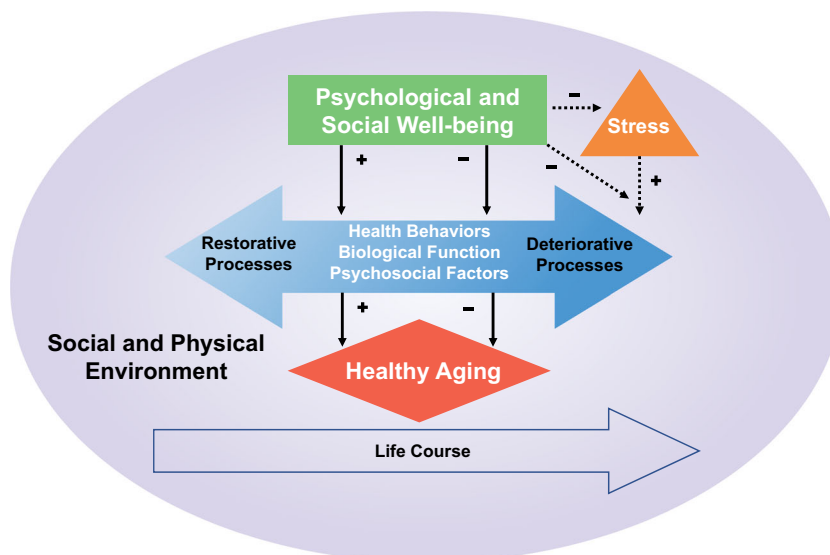 Psychological and
Social Well-being
-
Stress
+
-
-
+
Restorative
Processes
Health Behaviors
Biological Function
Psychosocial Factors
Deteriorative
Processes
+
-
Social and Physical
Environment
Healthy Aging
Life Course